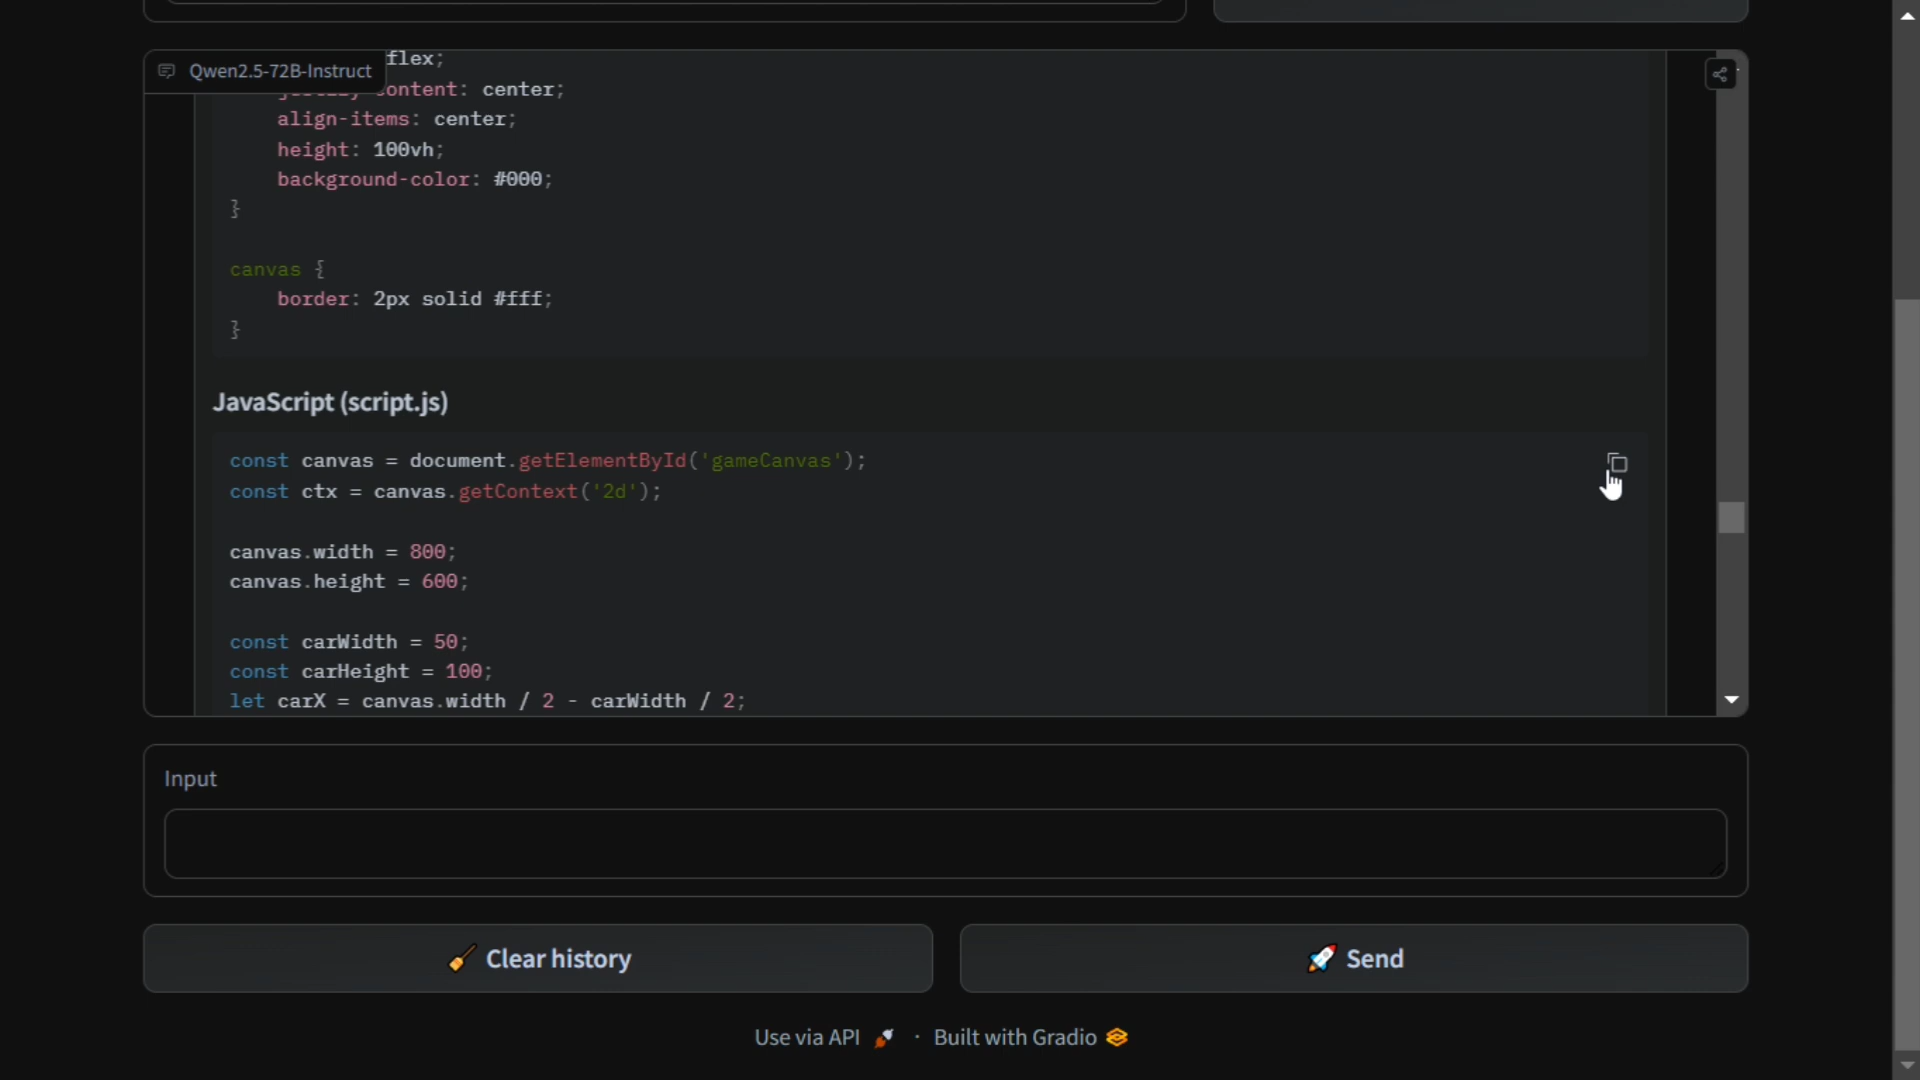 Qwen2.5-72B-Instruct
flex;
content: center;
align-items: center;
height: 100vh;
background-color: #000;
}
canvas {
border: 2px solid #fff;
}
JavaScript (script.js)
const canvas = document.getElementById('gameCanvas');
const ctx = canvas.getContext('2d');
canvas.width = 800;
canvas.height = 600;
const carWidth = 50;
const carHeight = 100;
let carX = canvas.width / 2 - carWidth / 2;
Input
Clear history
Send
Use via API · Built with Gradio